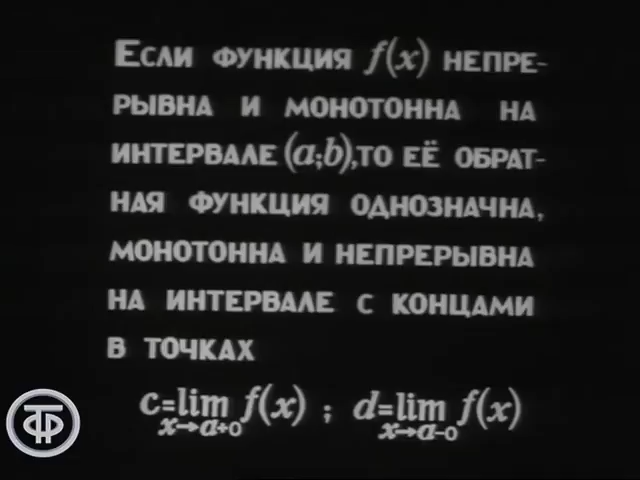 Если функция f(x) непре-
рывна и монотонна на
интервале (a;b),то её обрат-
ная функция однозначна,
монотонна и непрерывна
на интервале с концами
в точках
c=lim f(x) ; d=lim f(x)
x→a+0 x→a-0